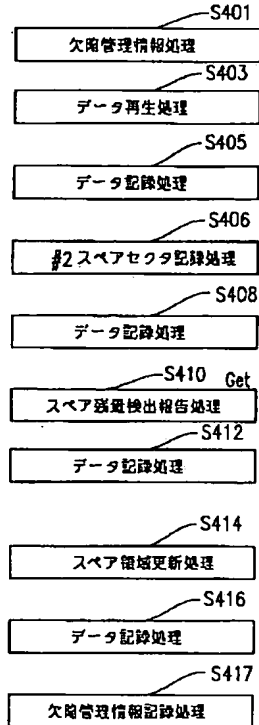 S401
欠陥管理情報処理
S403
データ再生処理
S405
データ記録処理
S406
#2スペアセクタ記録処理
S408
データ記録処理
S410 Get
スペア残量検出報告処理
S412
データ記録処理
S414
スペア領域更新処理
S416
データ記録処理
S417
欠陥管理情報記録処理